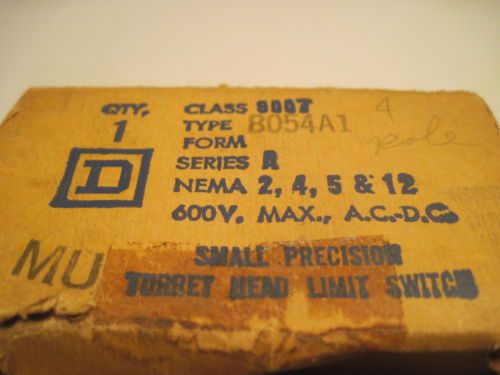 QTY.
1
CLASS 9007
TYPE BO54A1
FORM
SERIES A
NEMA 2, 4, 5 & 12
600V. MAX., A.C.-D.C.
4
pole
D
MU
SMALL PRECISION
TURRET HEAD LIMIT SWITCH